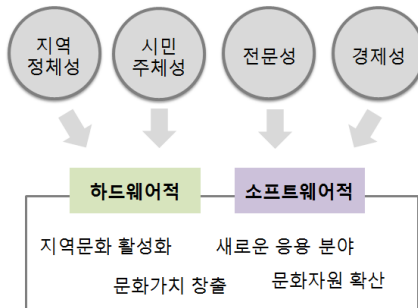 지역
정체성
시민
주체성
전문성
경제성
하드웨어적
소프트웨어적
지역문화 활성화
새로운 응용 분야
문화가치 창출
문화자원 확산